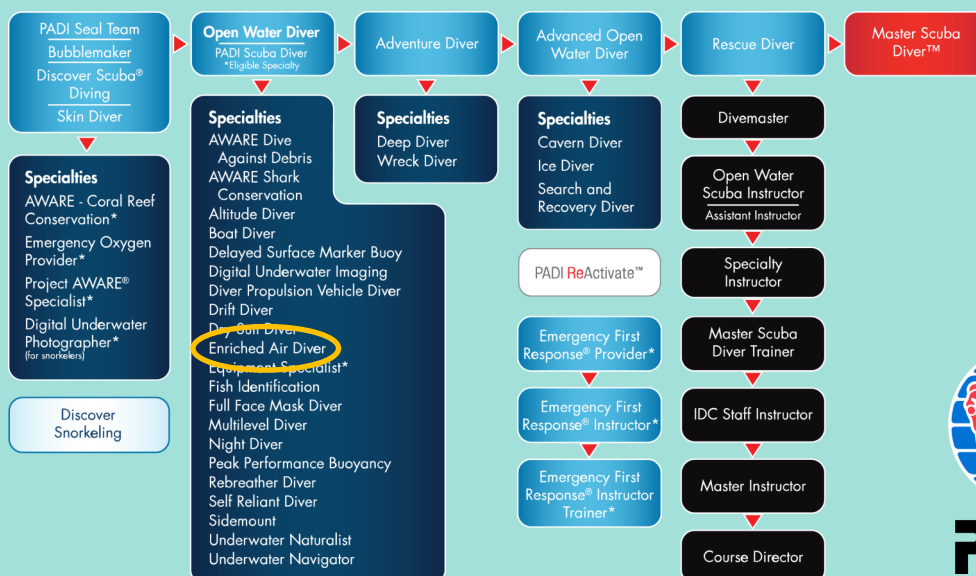 PADI Seal Team
Bubblemaker
Discover Scuba®
Diving
Skin Diver
Specialties
AWARE - Coral Reef
Conservation*
Emergency Oxygen
Provider*
Project AWARE®
Specialist*
Digital Underwater
Photographer*
(for snorkelers)
Discover
Snorkeling
Open Water Diver
PADI Scuba Diver
*Eligible Specialty
Specialties
AWARE Dive
Against Debris
AWARE Shark
Conservation
Altitude Diver
Boat Diver
Delayed Surface Marker Buoy
Digital Underwater Imaging
Diver Propulsion Vehicle Diver
Drift Diver
Dry Suit Diver
Enriched Air Diver
Equipment Specialist*
Fish Identification
Full Face Mask Diver
Multilevel Diver
Night Diver
Peak Performance Buoyancy
Rebreather Diver
Self Reliant Diver
Sidemount
Underwater Naturalist
Underwater Navigator
Adventure Diver
Specialties
Deep Diver
Wreck Diver
Advanced Open
Water Diver
Specialties
Cavern Diver
Ice Diver
Search and
Recovery Diver
PADI ReActivate™
Emergency First
Response® Provider*
Emergency First
Response® Instructor*
Emergency First
Response® Instructor
Trainer*
Rescue Diver
Divemaster
Open Water
Scuba Instructor
Assistant Instructor
Specialty
Instructor
Master Scuba
Diver Trainer
IDC Staff Instructor
Master Instructor
Course Director
Master Scuba
Diver™